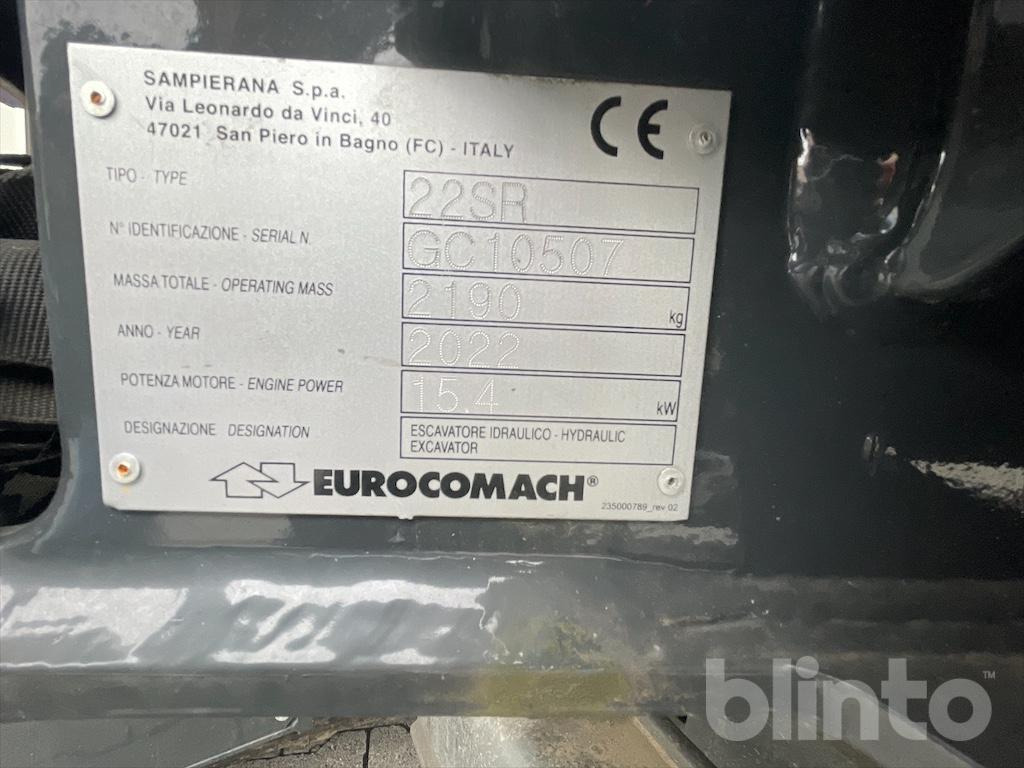 SAMPIERANA S.p.a.
Via Leonardo da Vinci, 40
47021 San Piero in Bagno (FC) - ITALY
CE
TIPO - TYPE 22SR
N° IDENTIFICAZIONE - SERIAL N. GC10507
MASSA TOTALE - OPERATING MASS 2190 kg
ANNO - YEAR 2022
POTENZA MOTORE - ENGINE POWER 15.4 kW
DESIGNAZIONE DESIGNATION ESCAVATORE IDRAULICO - HYDRAULIC
EXCAVATOR
EUROCOMACH®
235000789_rev 02
blinto™